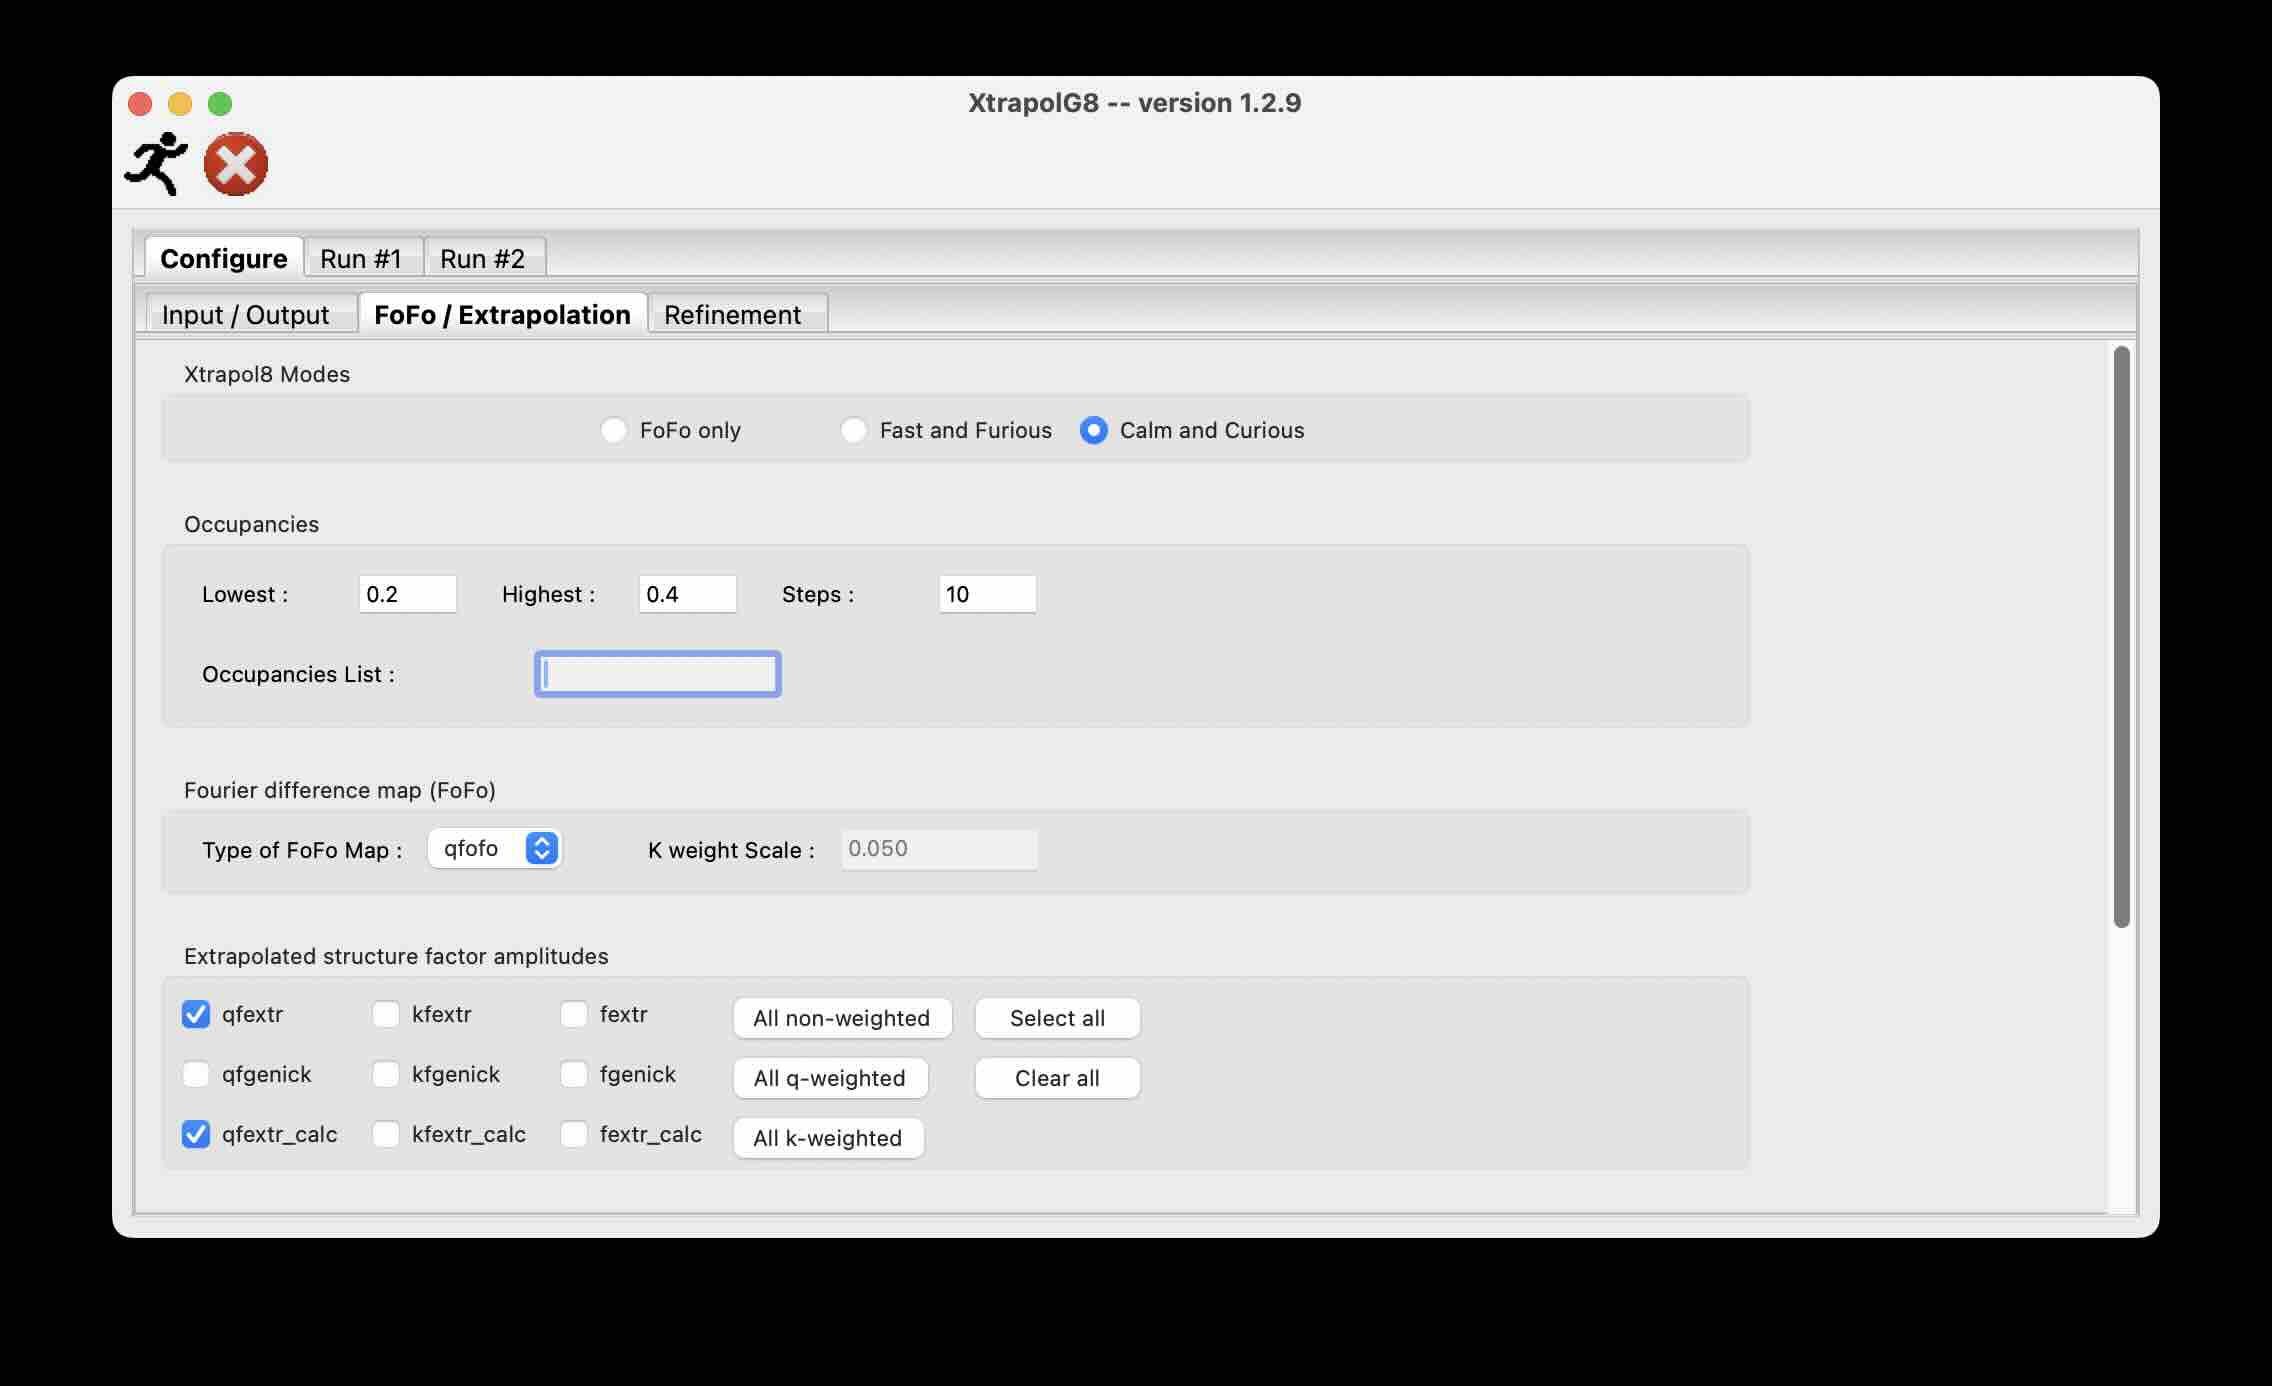 XtrapolG8 -- version 1.2.9
Configure Run #1 Run #2
Input / Output FoFo / Extrapolation Refinement
Xtrapol8 Modes
FoFo only Fast and Furious Calm and Curious
Occupancies
Lowest : 0.2 Highest : 0.4 Steps : 10
Occupancies List :
Fourier difference map (FoFo)
Type of FoFo Map : qfofo K weight Scale : 0.050
Extrapolated structure factor amplitudes
qfextr kfextr fextr All non-weighted Select all
qfgenick kfgenick fgenick All q-weighted Clear all
qfextr_calc kfextr_calc fextr_calc All k-weighted